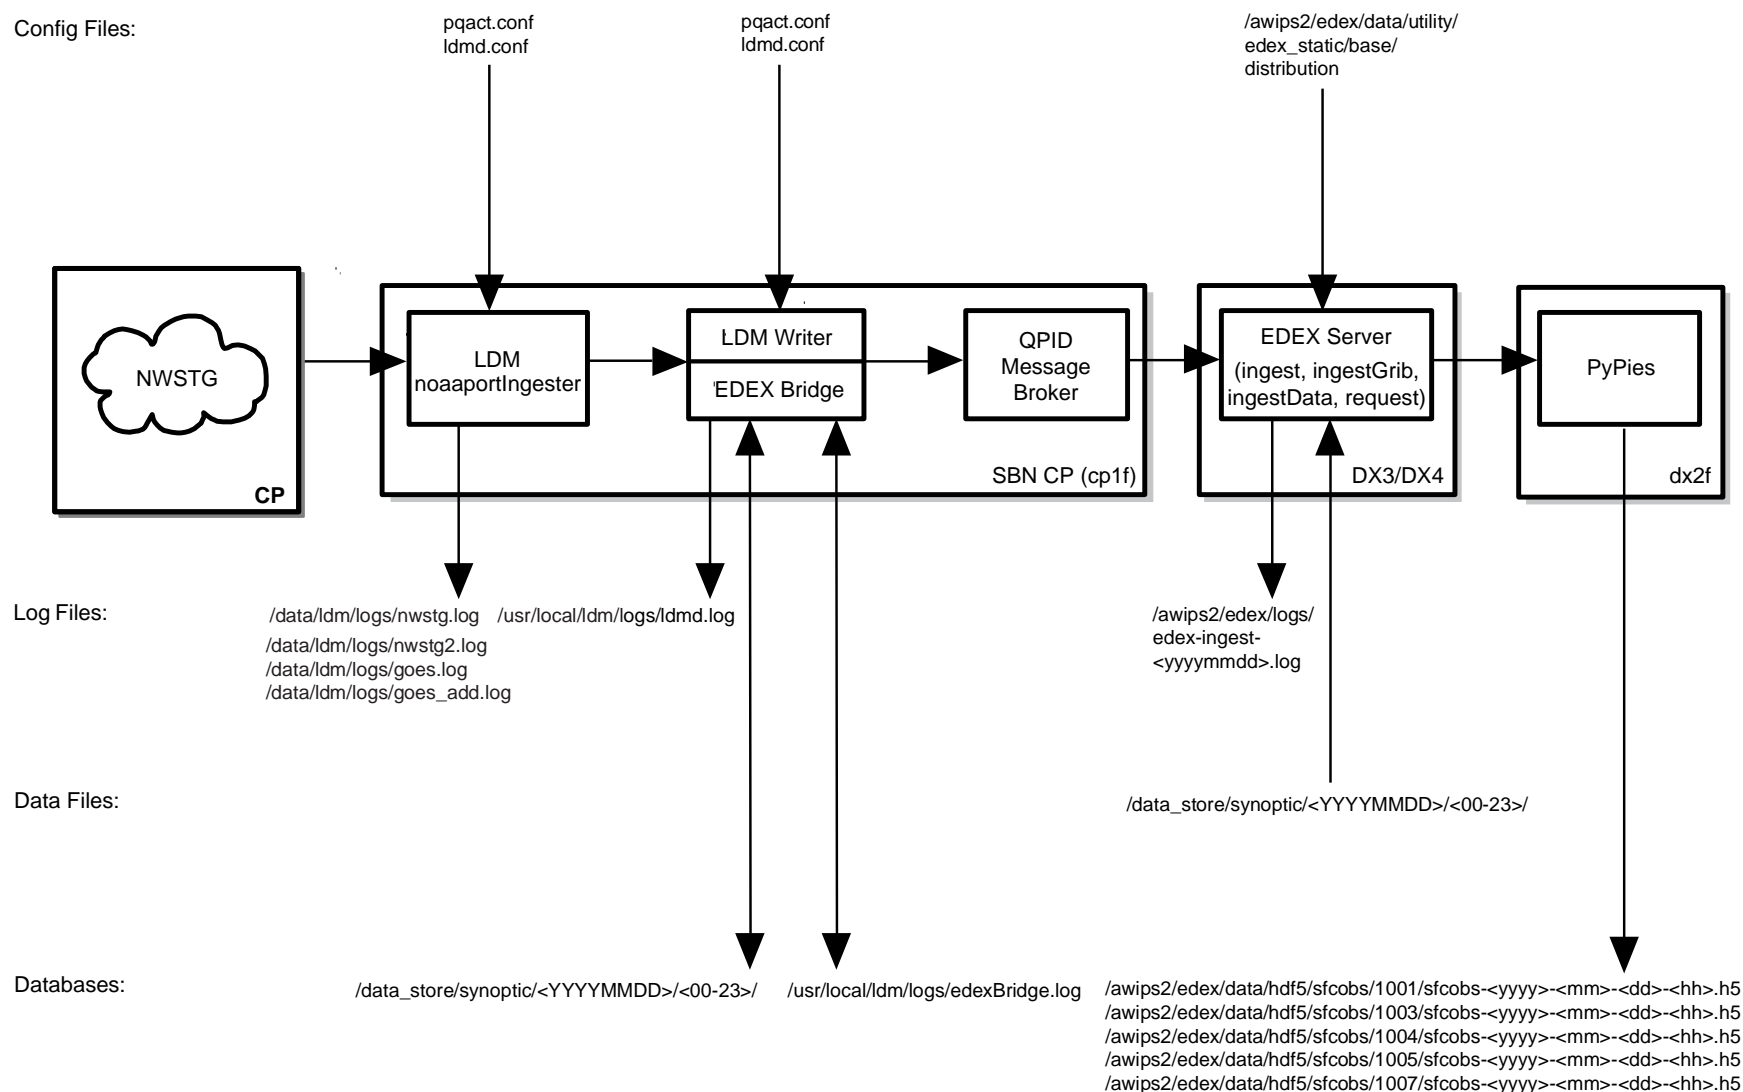 Config Files:
pqact.conf
ldmd.conf
pqact.conf
ldmd.conf
/awips2/edex/data/utility/
edex_static/base/
distribution
NWSTG
CP
LDM
noaaportIngester
LDM Writer
EDEX Bridge
QPID
Message
Broker
SBN CP (cp1f)
EDEX Server
(ingest, ingestGrib,
ingestData, request)
DX3/DX4
PyPies
dx2f
Log Files:
/data/ldm/logs/nwstg.log
/data/ldm/logs/nwstg2.log
/data/ldm/logs/goes.log
/data/ldm/logs/goes_add.log
/usr/local/ldm/logs/ldmd.log
/awips2/edex/logs/
edex-ingest-
<yyyymmdd>.log
Data Files:
/data_store/synoptic/<YYYYMMDD>/<00-23>/
Databases:
/data_store/synoptic/<YYYYMMDD>/<00-23>/
/usr/local/ldm/logs/edexBridge.log
/awips2/edex/data/hdf5/sfcobs/1001/sfcobs-<yyyy>-<mm>-<dd>-<hh>.h5
/awips2/edex/data/hdf5/sfcobs/1003/sfcobs-<yyyy>-<mm>-<dd>-<hh>.h5
/awips2/edex/data/hdf5/sfcobs/1004/sfcobs-<yyyy>-<mm>-<dd>-<hh>.h5
/awips2/edex/data/hdf5/sfcobs/1005/sfcobs-<yyyy>-<mm>-<dd>-<hh>.h5
/awips2/edex/data/hdf5/sfcobs/1007/sfcobs-<yyyy>-<mm>-<dd>-<hh>.h5